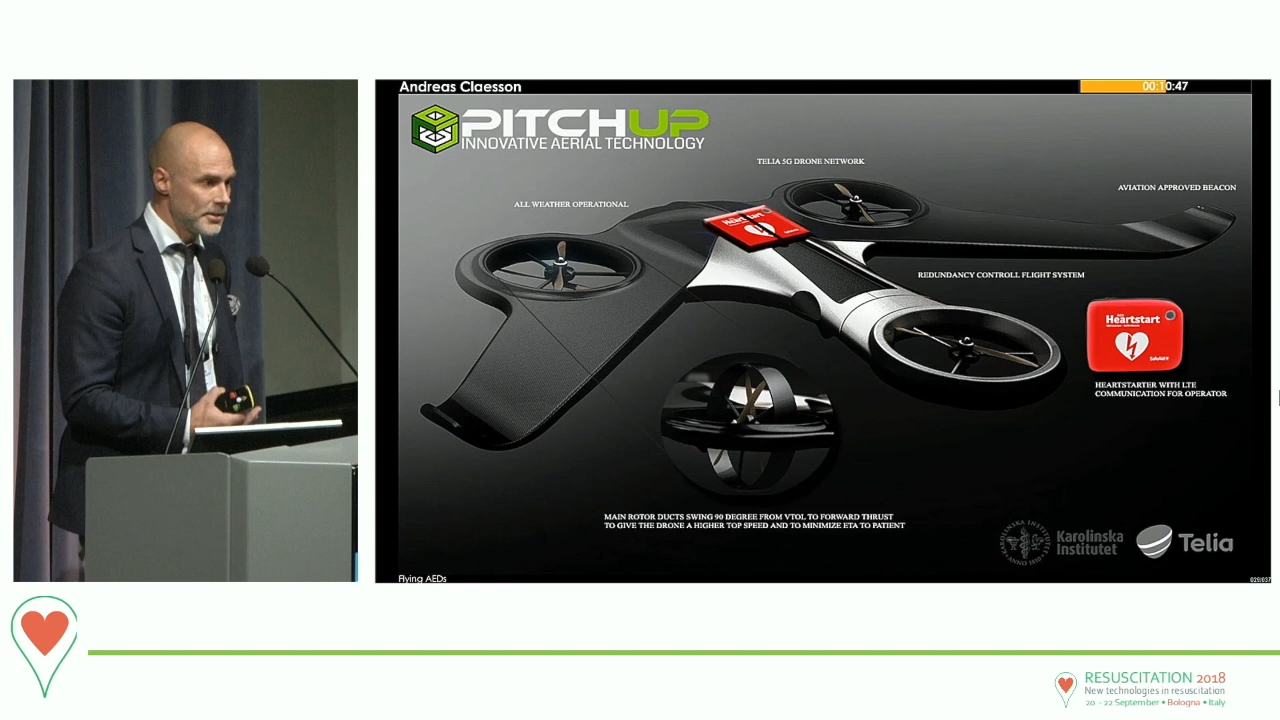 Andreas Claesson
00:10:47
PITCHUP
INNOVATIVE AERIAL TECHNOLOGY
TELIA 5G DRONE NETWORK
AVIATION APPROVED BEACON
ALL WEATHER OPERATIONAL
Heartstart
REDUNDANCY CONTROLL FLIGHT SYSTEM
Heartstart
HEARTSTARTER WITH LTE
COMMUNICATION FOR OPERATOR
MAIN ROTOR DUCTS SWING 90 DEGREE FROM VTOL TO FORWARD THRUST
TO GIVE THE DRONE A HIGHER TOP SPEED AND TO MINIMIZE ETA TO PATIENT
Karolinska
Institutet
Telia
Flying AEDs
029/037
RESUSCITATION 2018
New technologies in resuscitation
20 - 22 September • Bologna • Italy